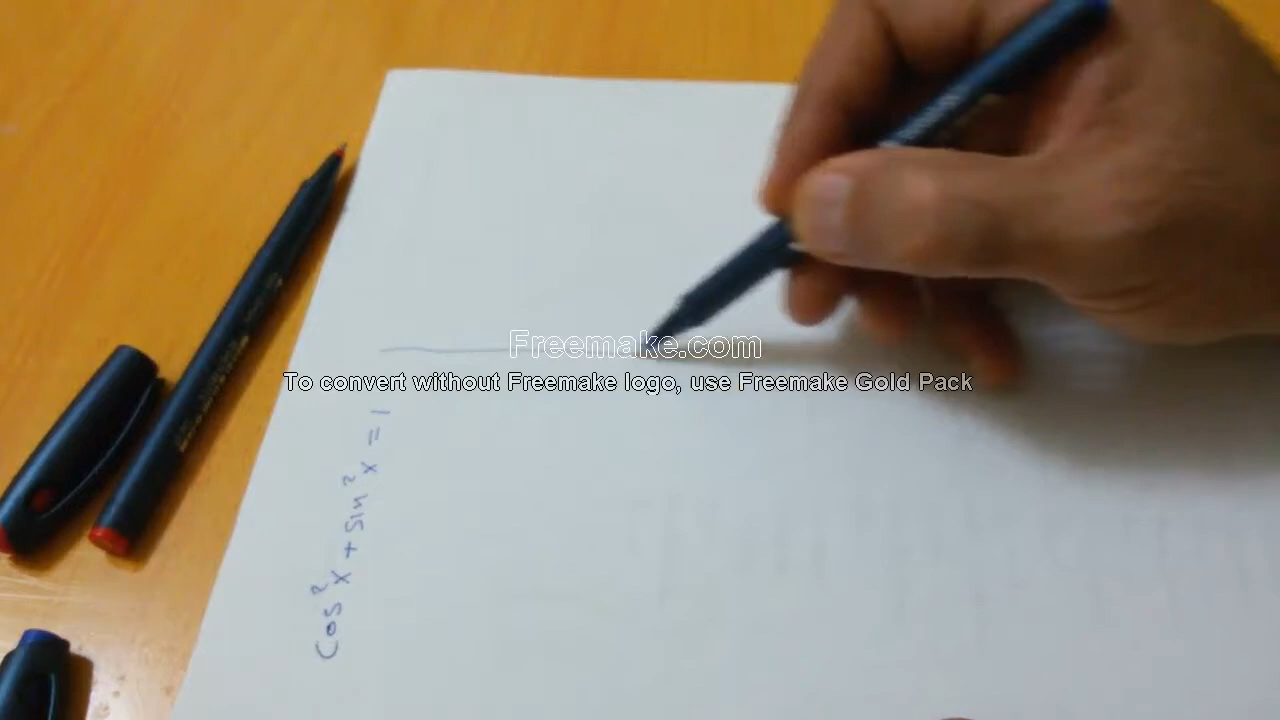 Freemake.com
To convert without Freemake logo, use Freemake Gold Pack
Cos²x + sin²x = 1